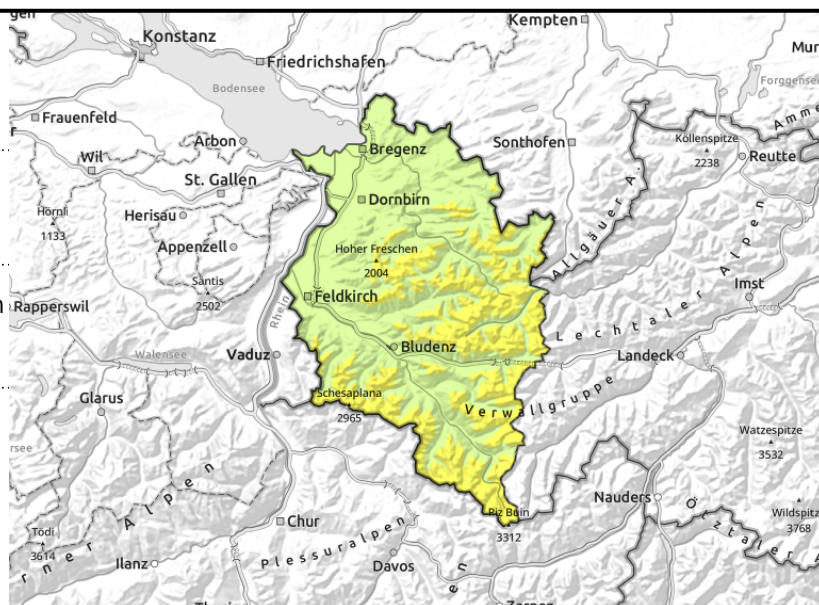 Kempten
Konstanz
Friedrichshafen
Bodensee
Forggensee
Frauenfeld
Arbon
Bregenz
Sonthofen
Köllenspitze
2238
Reutte
Wil
St. Gallen
Dornbirn
Hörnli
1133
Herisau
Appenzell
Hoher Freschen
2004
Allgäuer A.
Säntis
2502
Rhein
Feldkirch
Imst
Rapperswil
Lechtaler Alpen
Walensee
Vaduz
Bludenz
Landeck
Glarus
Schesaplana
2965
Verwallgruppe
Watzespitze
3532
Nauders
Piz Buin
3312
Tödi
3614
Chur
Plessuralpen
Davos
Ilanz
3768